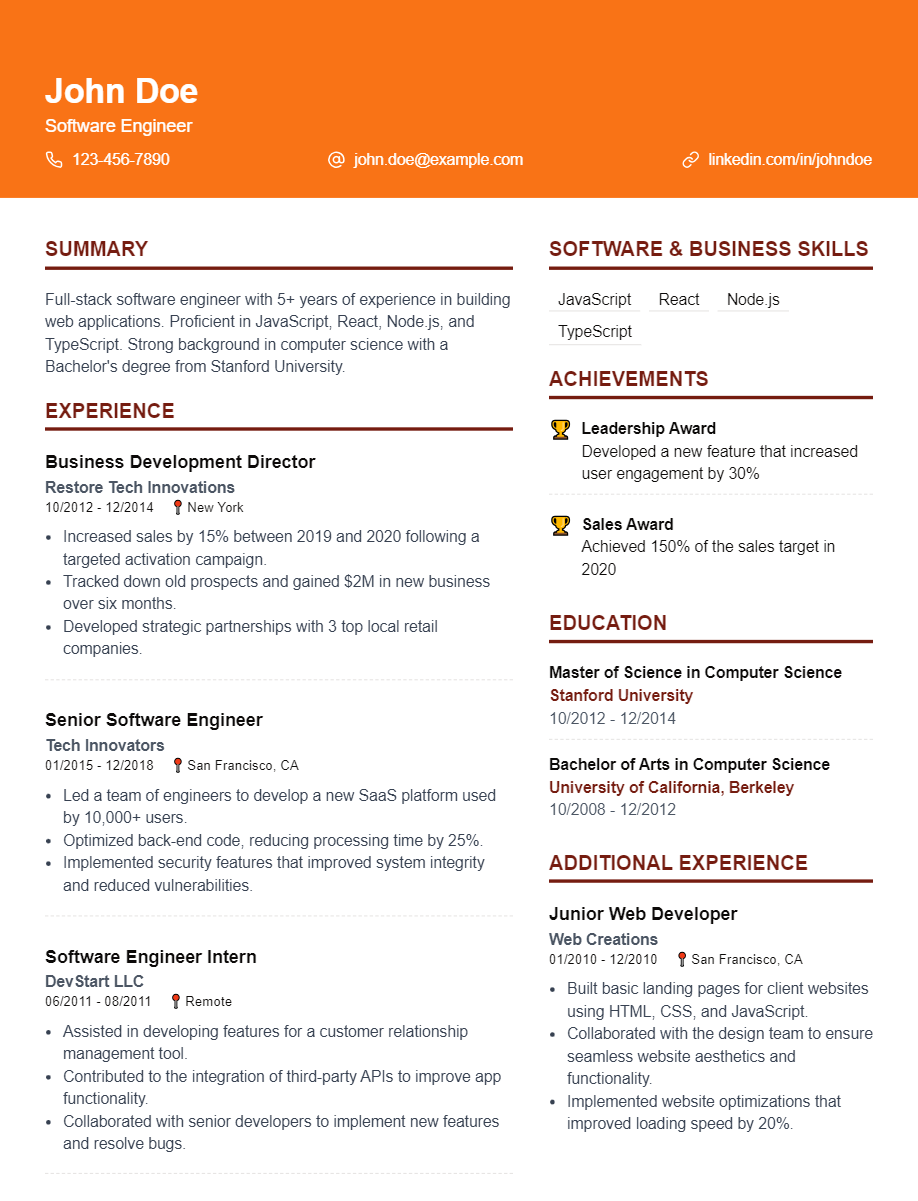 John Doe
Software Engineer
123-456-7890
john.doe@example.com
linkedin.com/in/johndoe
SUMMARY
Full-stack software engineer with 5+ years of experience in building
web applications. Proficient in JavaScript, React, Node.js, and
TypeScript. Strong background in computer science with a
Bachelor's degree from Stanford University.
EXPERIENCE
Business Development Director
Restore Tech Innovations
10/2012 - 12/2014 New York
• Increased sales by 15% between 2019 and 2020 following a
targeted activation campaign.
• Tracked down old prospects and gained $2M in new business
over six months.
• Developed strategic partnerships with 3 top local retail
companies.
Senior Software Engineer
Tech Innovators
01/2015 - 12/2018 San Francisco, CA
• Led a team of engineers to develop a new SaaS platform used
by 10,000+ users.
• Optimized back-end code, reducing processing time by 25%.
• Implemented security features that improved system integrity
and reduced vulnerabilities.
Software Engineer Intern
DevStart LLC
06/2011 - 08/2011 Remote
• Assisted in developing features for a customer relationship
management tool.
• Contributed to the integration of third-party APIs to improve app
functionality.
• Collaborated with senior developers to implement new features
and resolve bugs.
SOFTWARE & BUSINESS SKILLS
JavaScript React Node.js
TypeScript
ACHIEVEMENTS
Leadership Award
Developed a new feature that increased
user engagement by 30%
Sales Award
Achieved 150% of the sales target in
2020
EDUCATION
Master of Science in Computer Science
Stanford University
10/2012 - 12/2014
Bachelor of Arts in Computer Science
University of California, Berkeley
10/2008 - 12/2012
ADDITIONAL EXPERIENCE
Junior Web Developer
Web Creations
01/2010 - 12/2010 San Francisco, CA
• Built basic landing pages for client websites
using HTML, CSS, and JavaScript.
• Collaborated with the design team to ensure
seamless website aesthetics and
functionality.
• Implemented website optimizations that
improved loading speed by 20%.